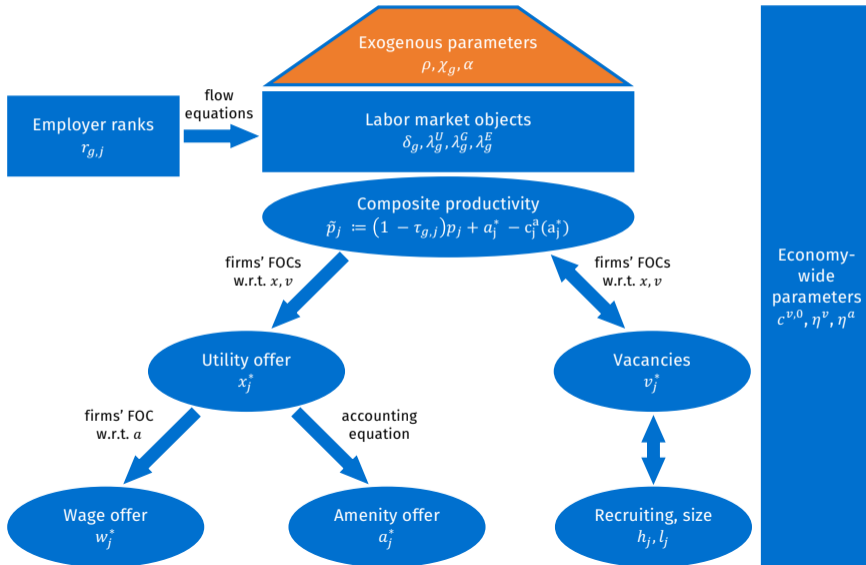 Exogenous parameters
ρ, χ_g, α
flow
equations
Employer ranks
r_{g,j}
Labor market objects
δ_g, λ_g^U, λ_g^G, λ_g^E
Composite productivity
p̃_j := (1 − τ_{g,j})p_j + a_j^* − c_j^a(a_j^*)
firms' FOCs
w.r.t. x, v
firms' FOCs
w.r.t. x, v
Economy-
wide
parameters
c^{v,0}, η^v, η^a
Utility offer
x_j^*
Vacancies
v_j^*
firms' FOC
w.r.t. a
accounting
equation
Wage offer
w_j^*
Amenity offer
a_j^*
Recruiting, size
h_j, l_j